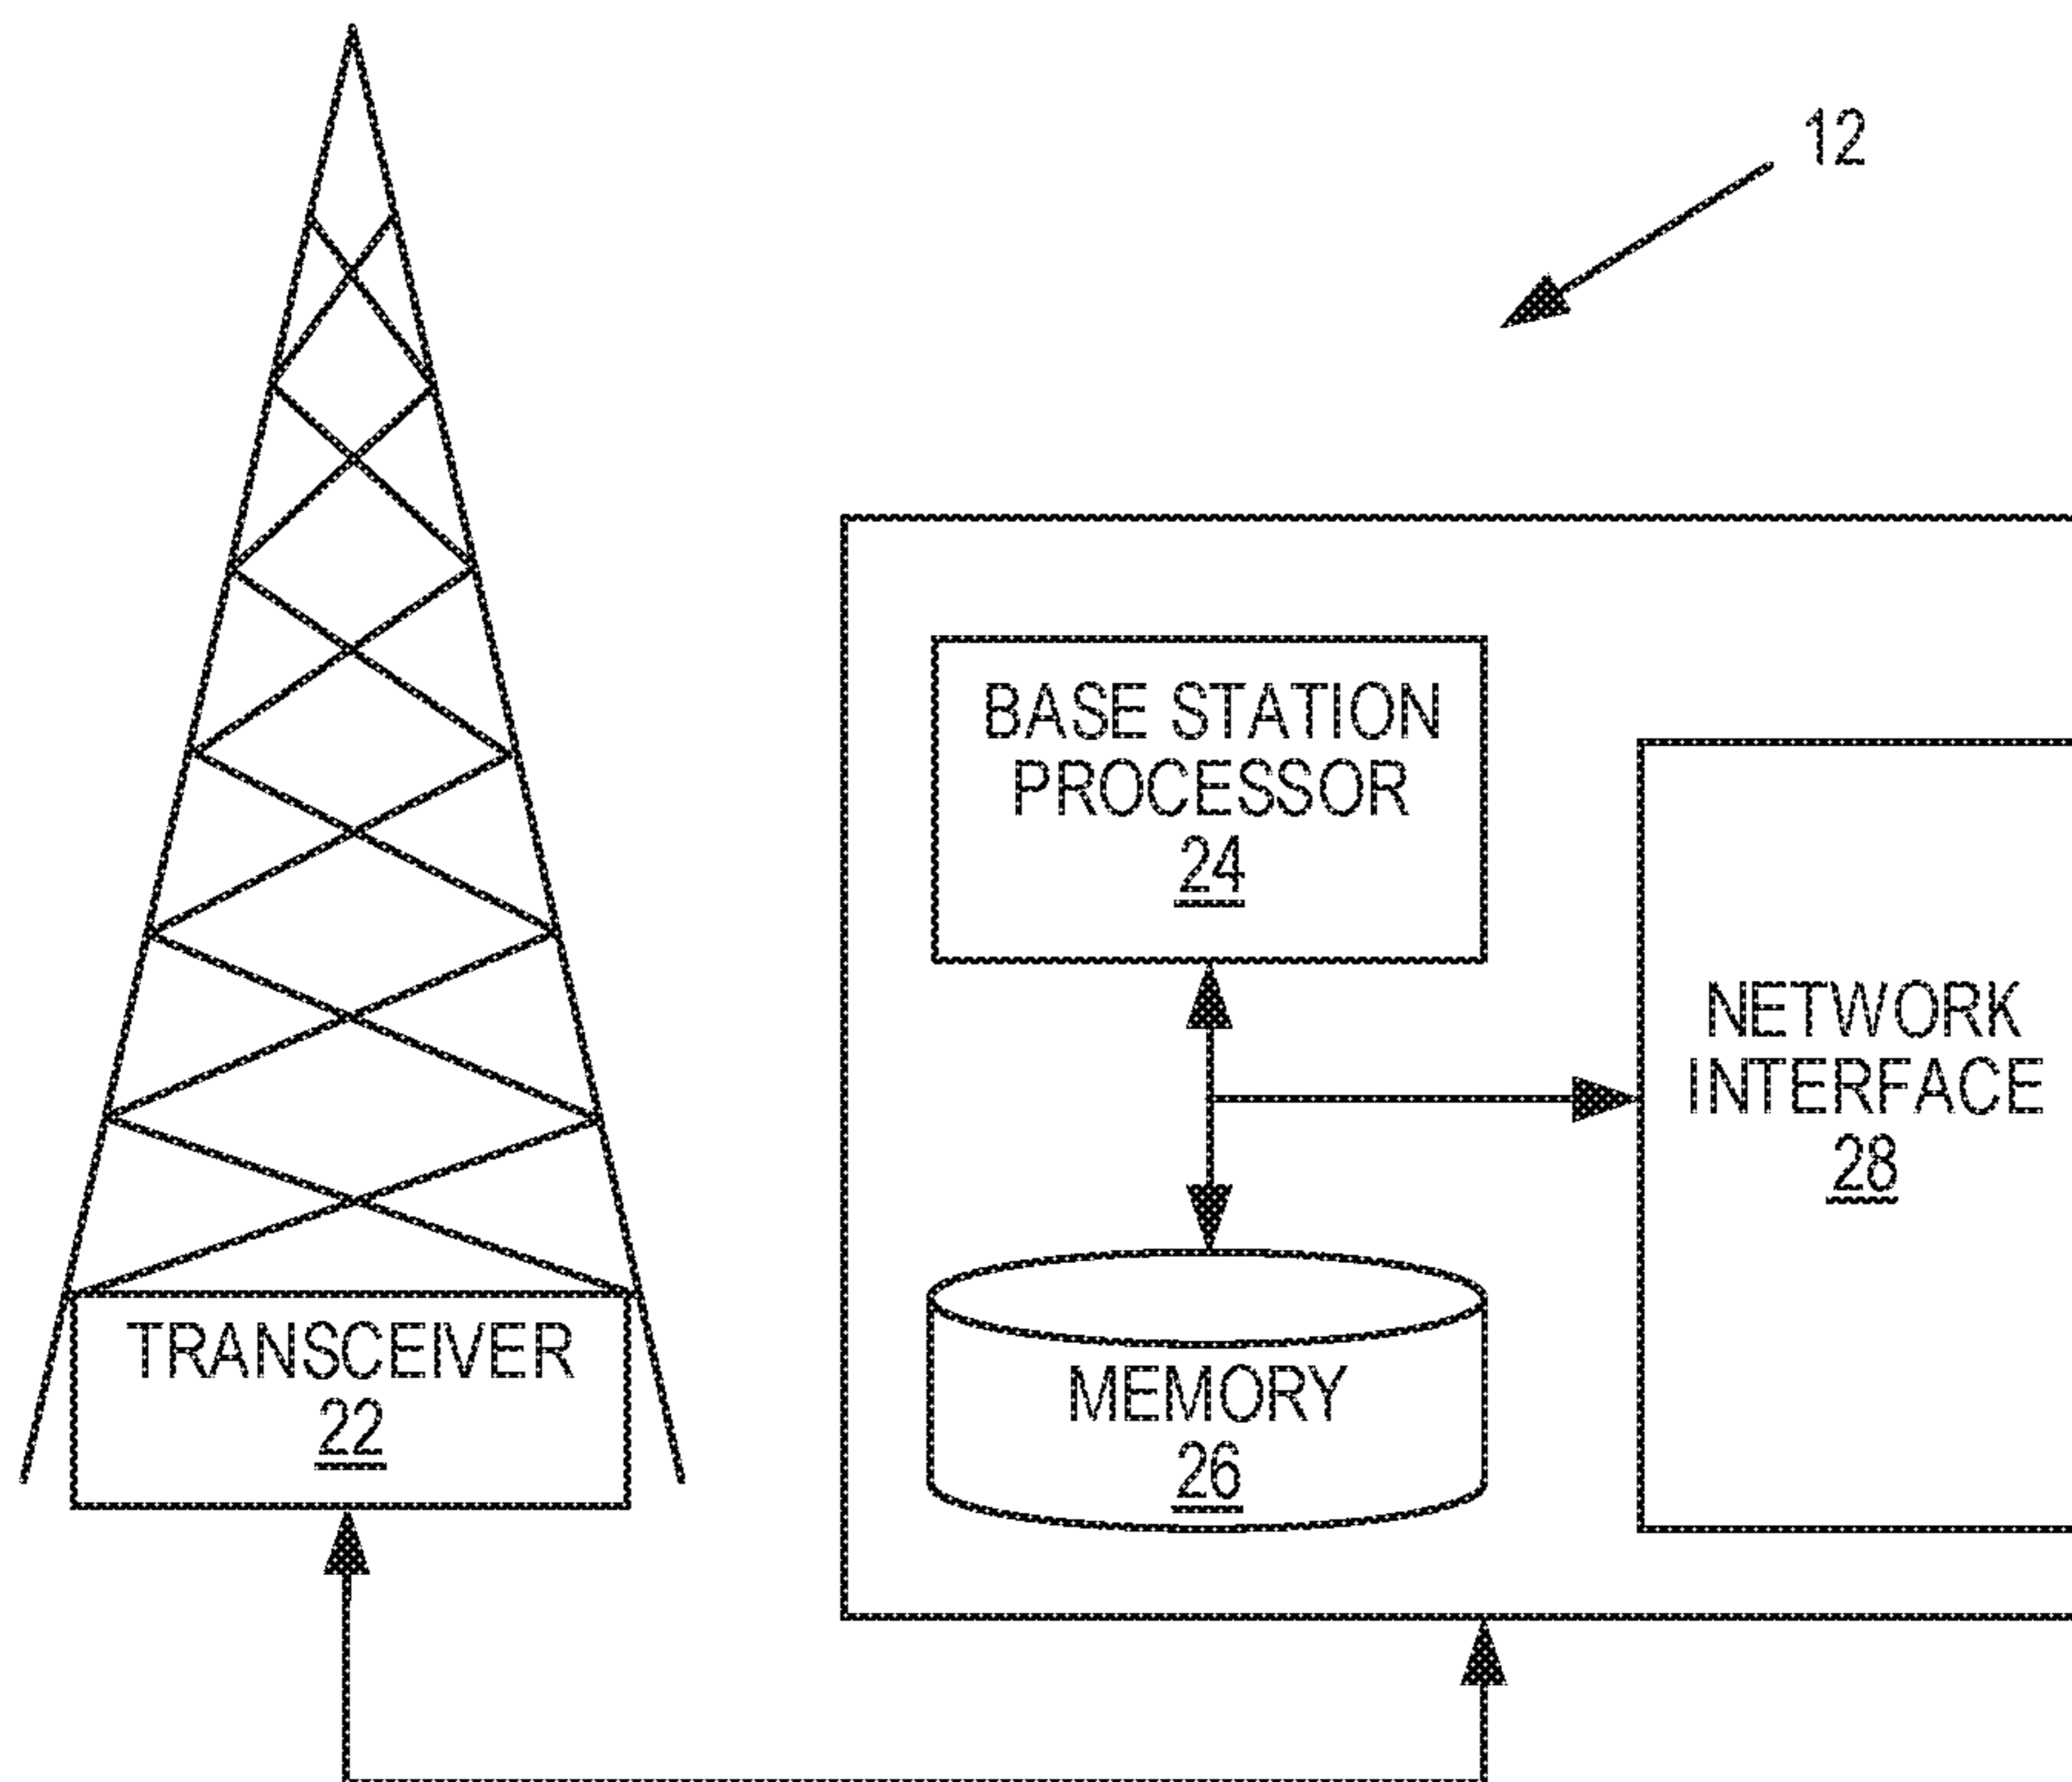 12
BASE STATION
PROCESSOR
24
NETWORK
INTERFACE
28
TRANSCEIVER
22
MEMORY
26